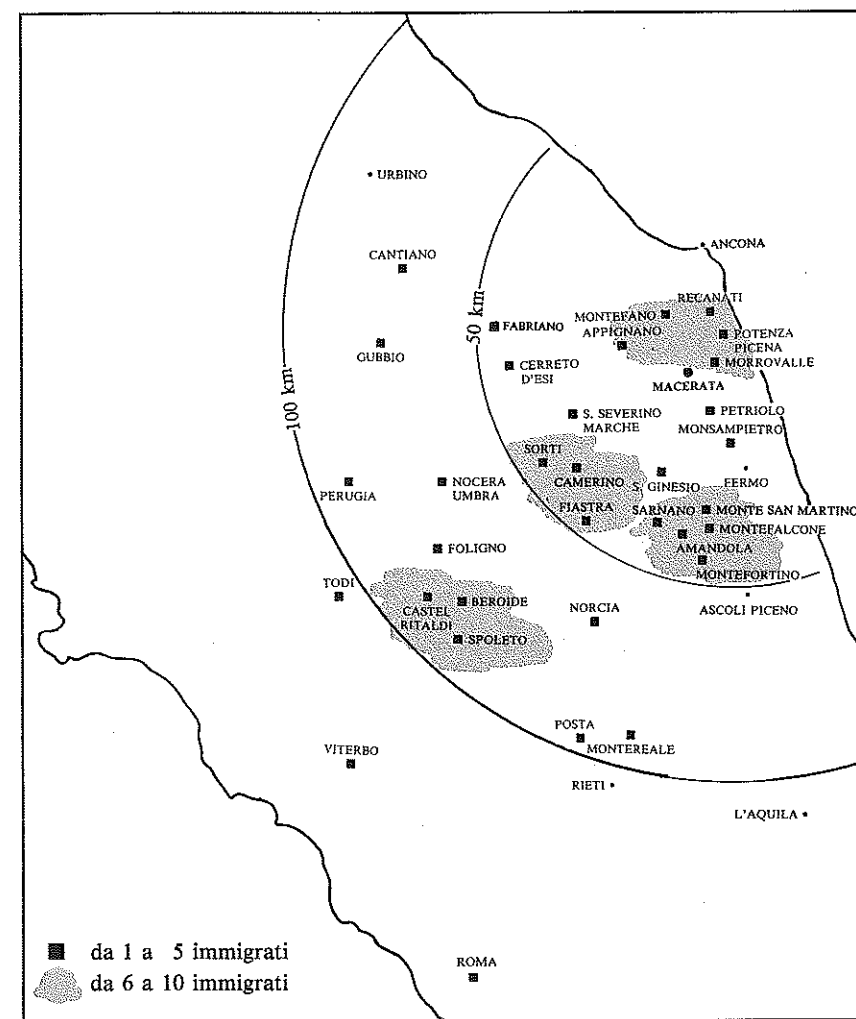 URBINO
ANCONA
CANTIANO
RECANATI
MONTEFANO
50 km
FABRIANO
APPIGNANO
POTENZA
PICENA
GUBBIO
CERRETO
D'ESI
MORROVALLE
MACERATA
100 km
S. SEVERINO
MARCHE
PETRIOLO
MONSAMPIETRO
SORTI
CAMERINO
S. GINESIO
FERMO
PERUGIA
NOCERA
UMBRA
FIASTRA
SARNANO
MONTE SAN MARTINO
MONTEFALCONE
FOLIGNO
AMANDOLA
MONTEFORTINO
TODI
CASTEL
RITALDI
BEROIDE
NORCIA
ASCOLI PICENO
SPOLETO
POSTA
MONTEREALE
VITERBO
RIETI
L'AQUILA
da 1 a 5 immigrati
da 6 a 10 immigrati
ROMA